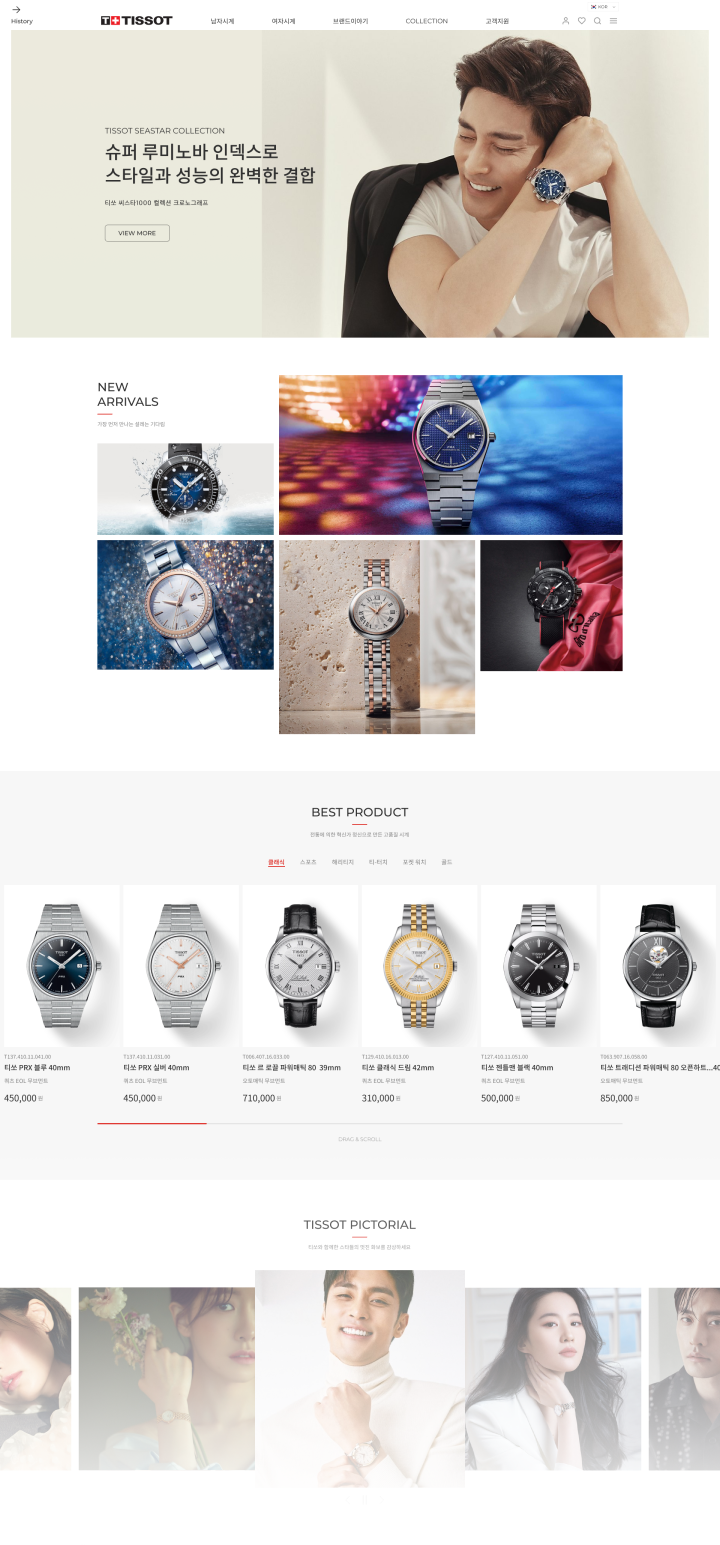 KOR
History
T+TISSOT
남자시계
여자시계
브랜드이야기
COLLECTION
고객지원
TISSOT SEASTAR COLLECTION
슈퍼 루미노바 인덱스로
스타일과 성능의 완벽한 결합
티쏘 씨스타1000 컬렉션 크로노그래프
VIEW MORE
NEW
ARRIVALS
가장 먼저 만나는 설레는 기다림
BEST PRODUCT
전통에 의한 혁신가 정신으로 만든 고품질 시계
클래식
스포츠
헤리티지
티-터치
포켓 워치
골드
T137.410.11.041.00
티쏘 PRX 블루 40mm
쿼츠 EOL 무브먼트
450,000 원
T137.410.11.031.00
티쏘 PRX 실버 40mm
쿼츠 EOL 무브먼트
450,000 원
T006.407.16.033.00
티쏘 르 로끌 파워매틱 80 39mm
오토매틱 무브먼트
710,000 원
T129.410.16.013.00
티쏘 클래식 드림 42mm
쿼츠 EOL 무브먼트
310,000 원
T127.410.11.051.00
티쏘 젠틀맨 블랙 40mm
쿼츠 EOL 무브먼트
500,000 원
T063.907.16.058.00
티쏘 트래디션 파워매틱 80 오픈하트...40
오토매틱 무브먼트
850,000 원
DRAG & SCROLL
TISSOT PICTORIAL
티쏘와 함께한 스타들의 멋진 화보를 감상하세요